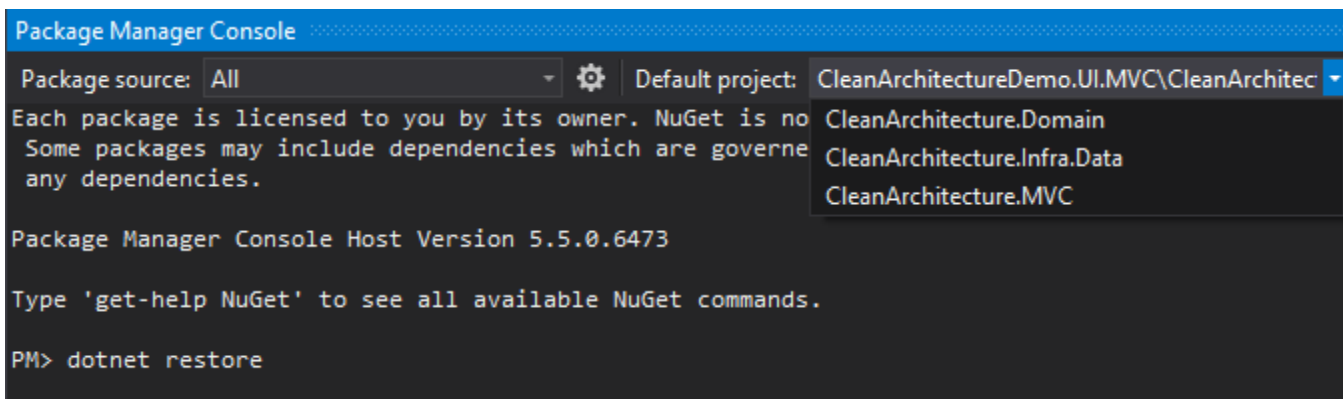 Package Manager Console
Package source: All Default project: CleanArchitectureDemo.UI.MVC\CleanArchitec
Each package is licensed to you by its owner. NuGet is no
CleanArchitecture.Domain
Some packages may include dependencies which are governe
CleanArchitecture.Infra.Data
any dependencies.
CleanArchitecture.MVC
Package Manager Console Host Version 5.5.0.6473
Type 'get-help NuGet' to see all available NuGet commands.
PM> dotnet restore